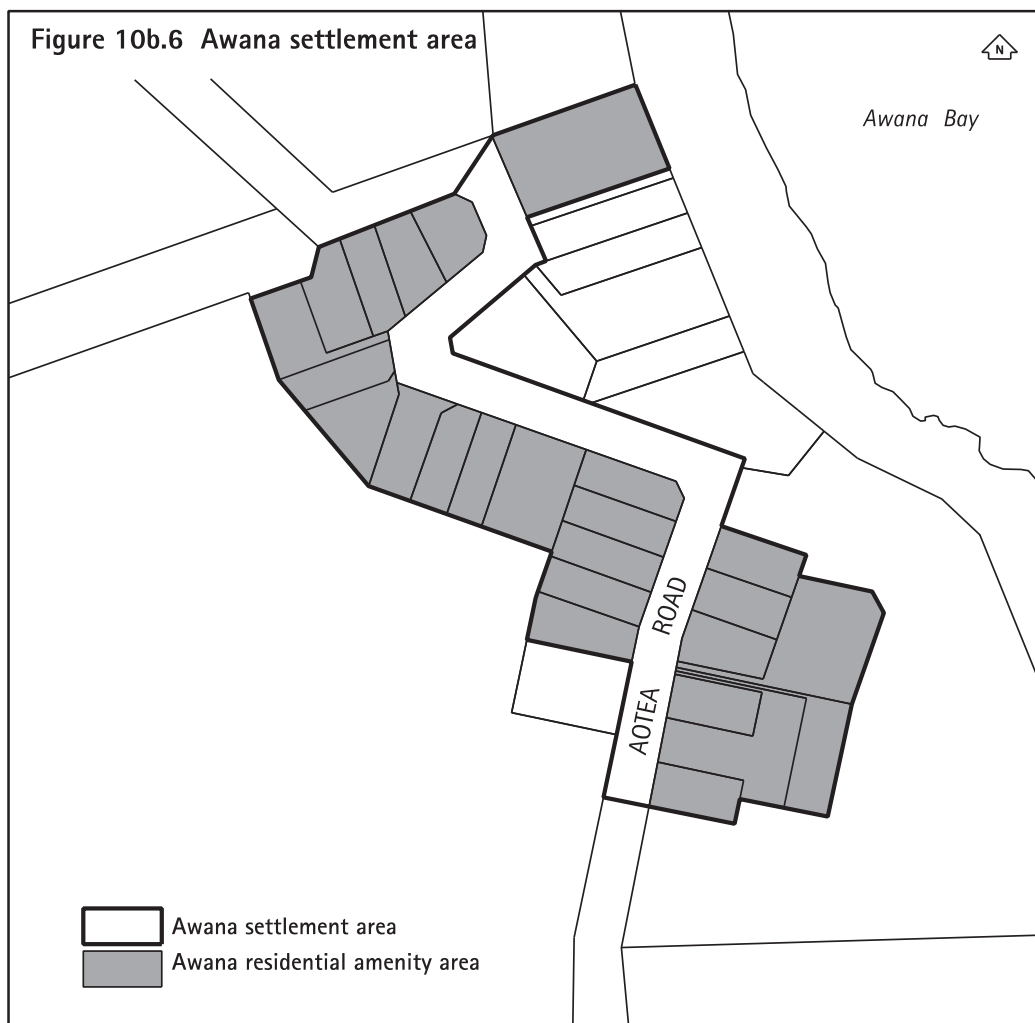 Figure 10b.6 Awana settlement area
N
Awana Bay
ROAD
AOTEA
Awana settlement area
Awana residential amenity area